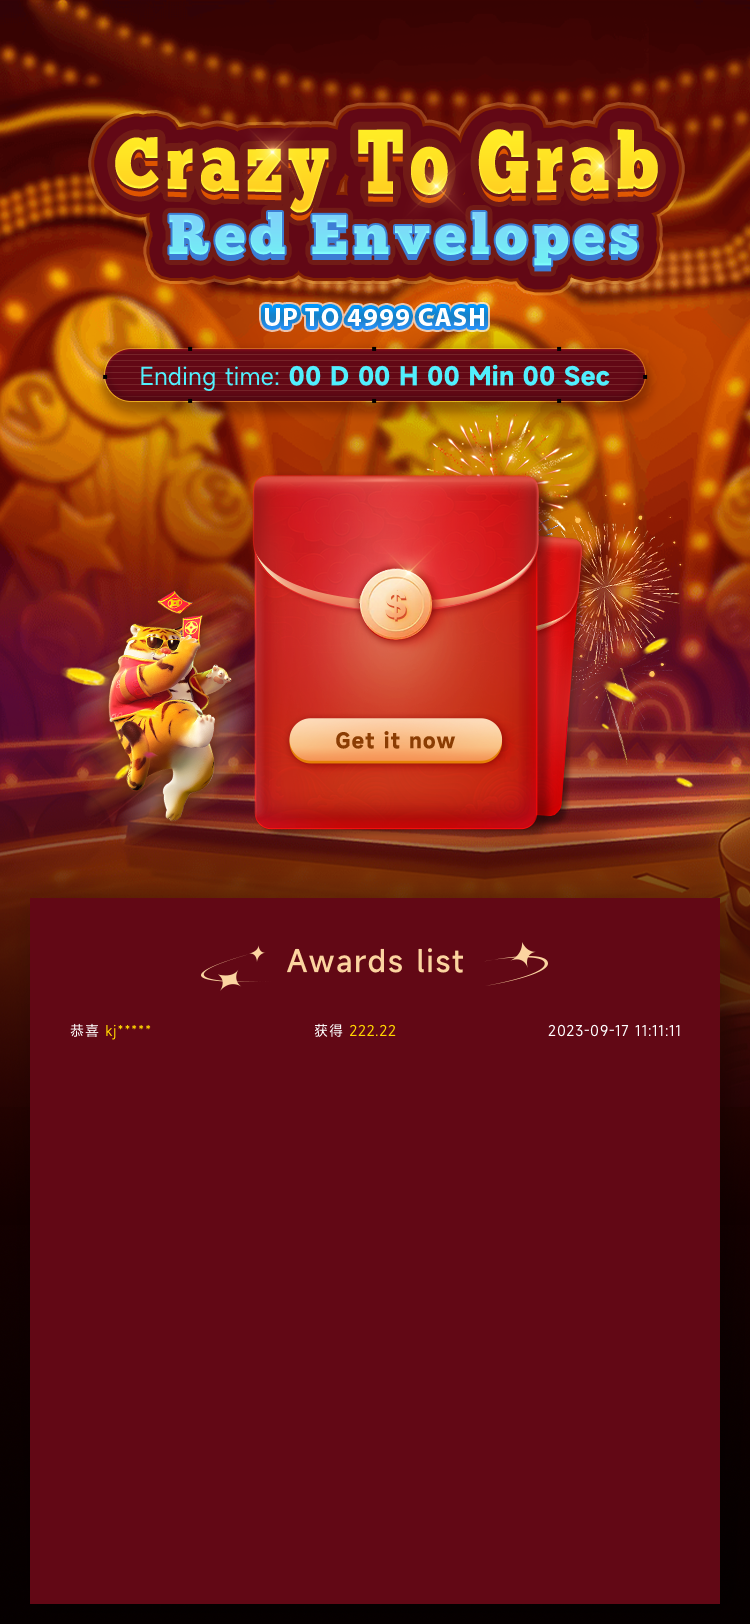 Crazy To Grab
Red Envelopes
UP TO 4999 CASH
Ending time: 00 D 00 H 00 Min 00 Sec
$
Get it now
Awards list
恭喜 kj***** 获得 222.22 2023-09-17 11:11:11